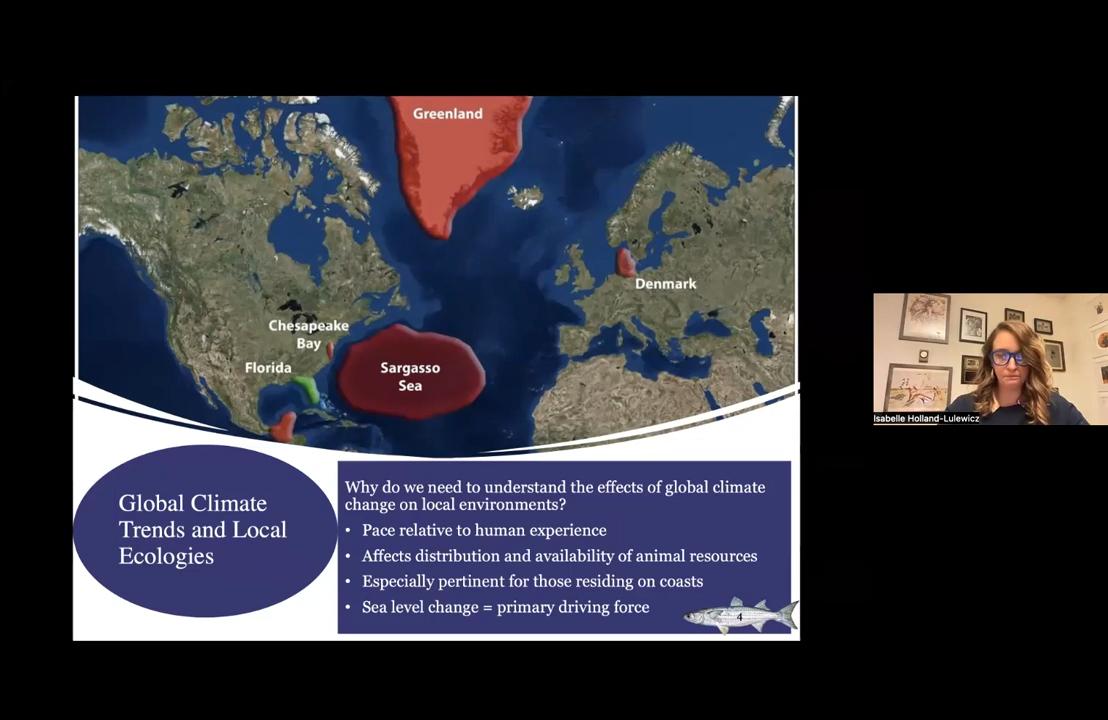 Greenland
Denmark
Chesapeake
Bay
Florida
Sargasso
Sea
Isabelle Holland-Lulewicz
Global Climate
Trends and Local
Ecologies
Why do we need to understand the effects of global climate
change on local environments?
• Pace relative to human experience
• Affects distribution and availability of animal resources
• Especially pertinent for those residing on coasts
• Sea level change = primary driving force
4